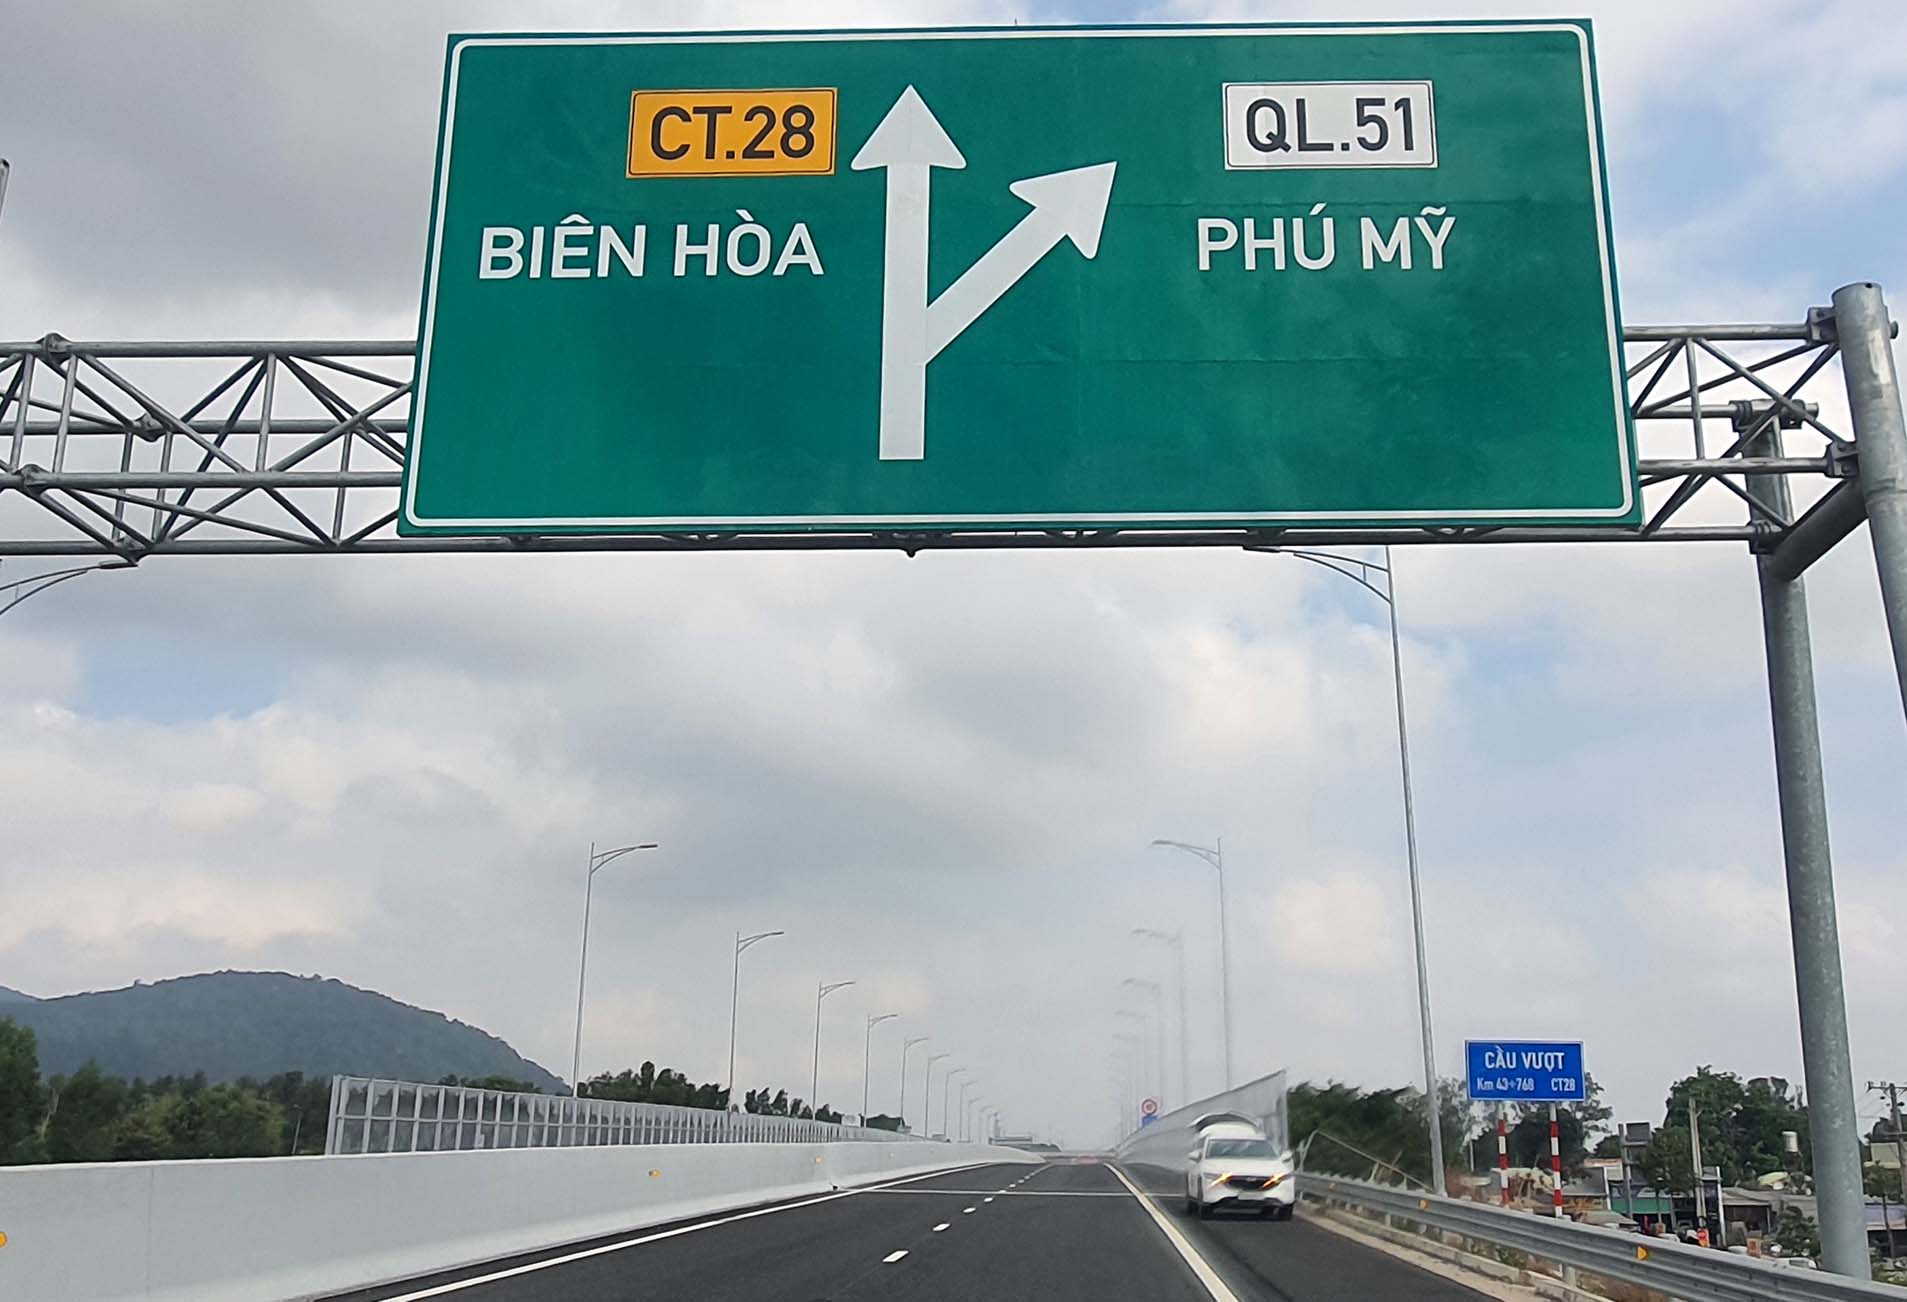 CT.28
BIÊN HÒA
QL.51
PHÚ MỸ
CẦU VƯỢT
Km 43+760 CT28